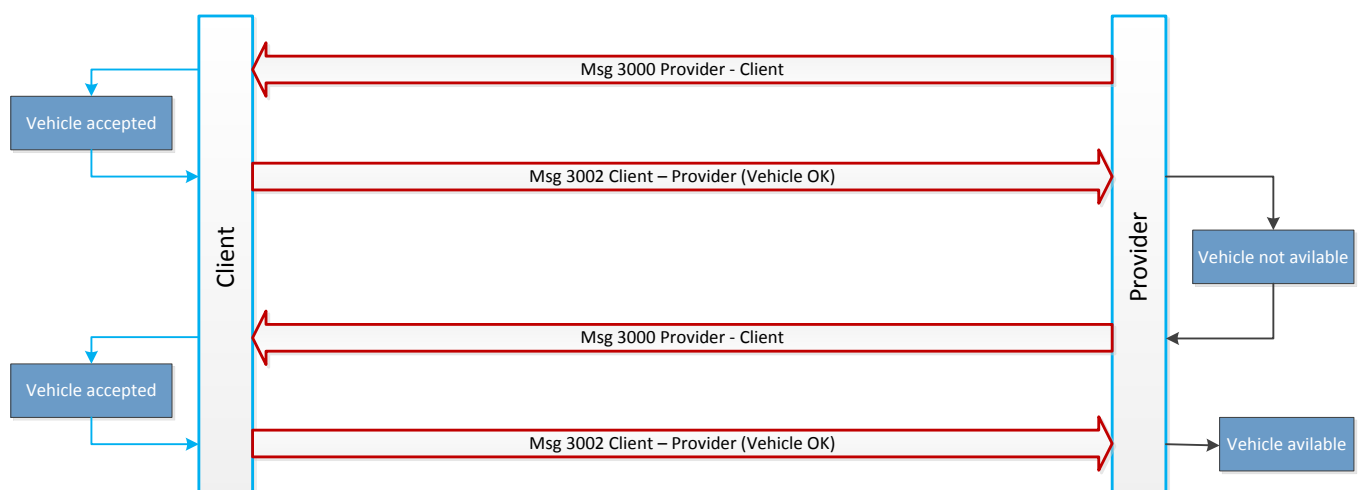 Msg 3000 Provider - Client
Vehicle accepted
Msg 3002 Client – Provider (Vehicle OK)
Client
Provider
Vehicle not avilable
Msg 3000 Provider - Client
Vehicle accepted
Msg 3002 Client – Provider (Vehicle OK)
Vehicle avilable